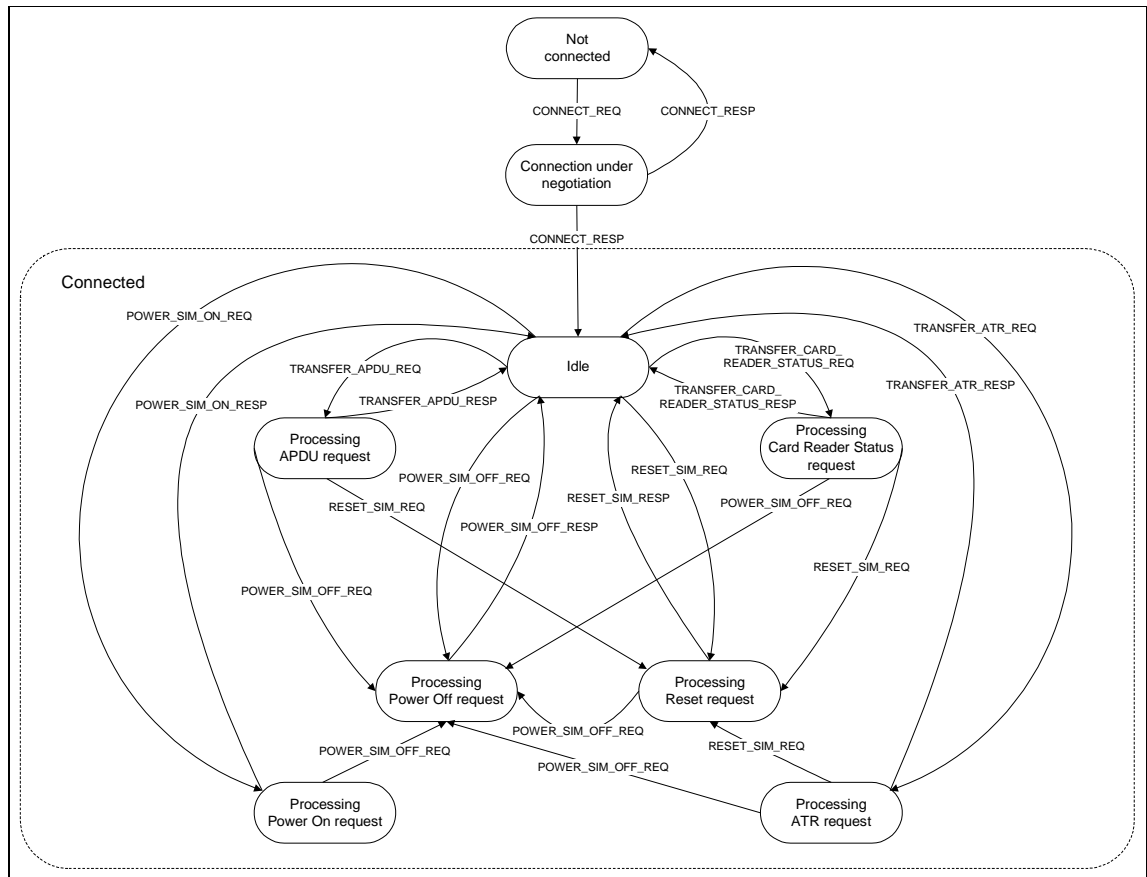 Not
connected
CONNECT_REQ
CONNECT_RESP
Connection under
negotiation
CONNECT_RESP
Connected
POWER_SIM_ON_REQ
TRANSFER_ATR_REQ
Idle
TRANSFER_APDU_REQ
TRANSFER_CARD_
READER_STATUS_REQ
POWER_SIM_ON_RESP
TRANSFER_APDU_RESP
TRANSFER_CARD_
READER_STATUS_RESP
TRANSFER_ATR_RESP
Processing
APDU request
Processing
Card Reader Status
request
POWER_SIM_OFF_REQ
RESET_SIM_REQ
RESET_SIM_REQ
RESET_SIM_RESP
POWER_SIM_OFF_REQ
POWER_SIM_OFF_RESP
POWER_SIM_OFF_REQ
RESET_SIM_REQ
Processing
Power Off request
Processing
Reset request
POWER_SIM_OFF_REQ
POWER_SIM_OFF_REQ
RESET_SIM_REQ
POWER_SIM_OFF_REQ
Processing
Power On request
Processing
ATR request